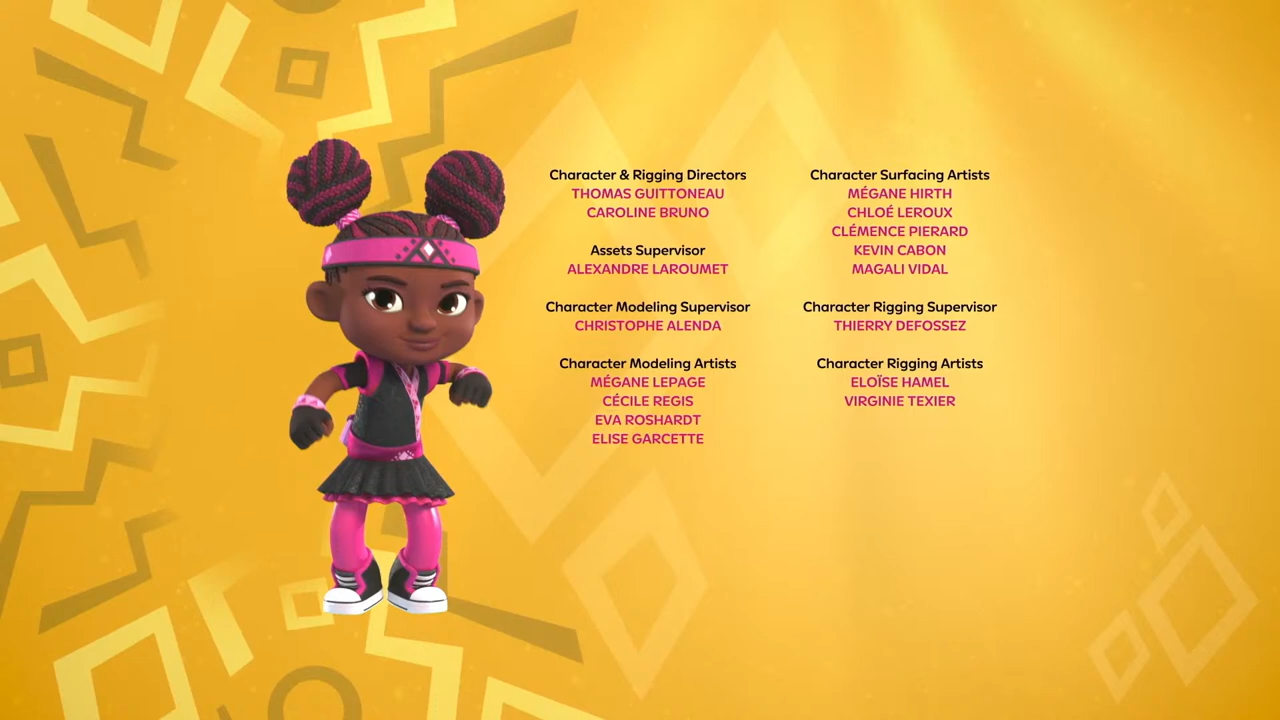 Character & Rigging Directors
THOMAS GUITTONEAU
CAROLINE BRUNO
Assets Supervisor
ALEXANDRE LAROUMET
Character Modeling Supervisor
CHRISTOPHE ALENDA
Character Modeling Artists
MÉGANE LEPAGE
CÉCILE REGIS
EVA ROSHARDT
ELISE GARCETTE
Character Surfacing Artists
MÉGANE HIRTH
CHLOÉ LEROUX
CLÉMENCE PIERARD
KEVIN CABON
MAGALI VIDAL
Character Rigging Supervisor
THIERRY DEFOSSEZ
Character Rigging Artists
ELOÏSE HAMEL
VIRGINIE TEXIER